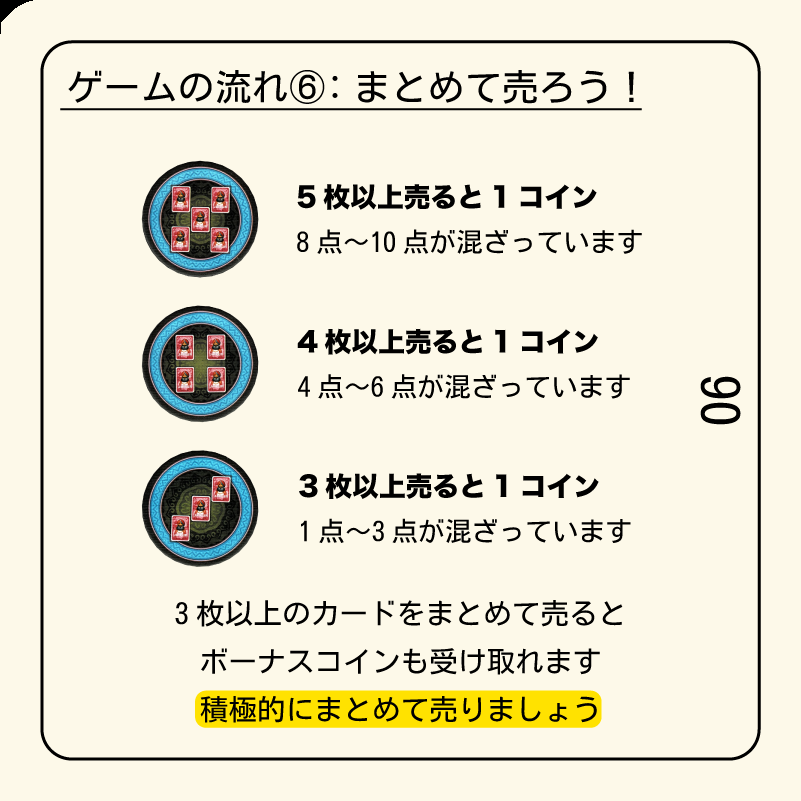 ゲームの流れ⑥: まとめて売ろう！
5 枚以上売ると 1 コイン
8 点～10 点が混ざっています
4 枚以上売ると 1 コイン
4 点～6 点が混ざっています
3 枚以上売ると 1 コイン
1 点～3 点が混ざっています
06
3 枚以上のカードをまとめて売ると
ボーナスコインも受け取れます
積極的にまとめて売りましょう